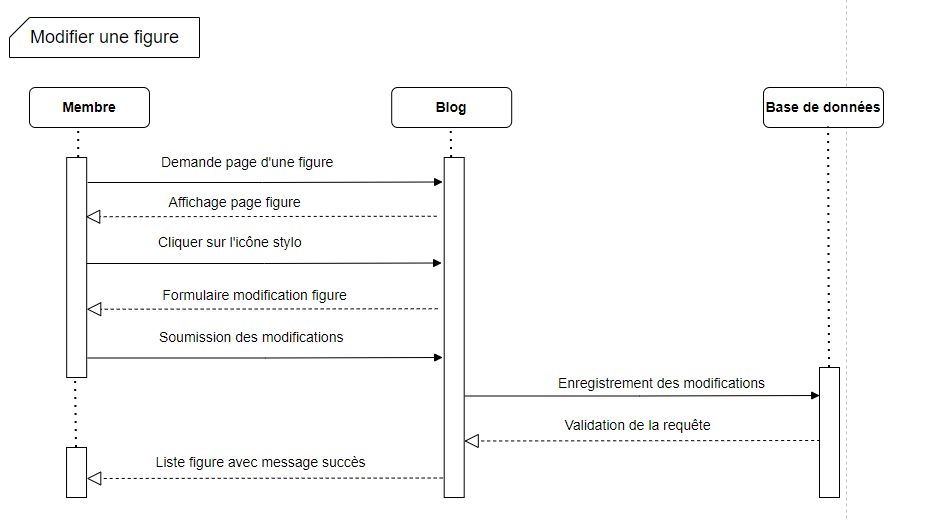 Modifier une figure
Membre
Blog
Base de données
Demande page d'une figure
Affichage page figure
Cliquer sur l'icône stylo
Formulaire modification figure
Soumission des modifications
Enregistrement des modifications
Validation de la requête
Liste figure avec message succès